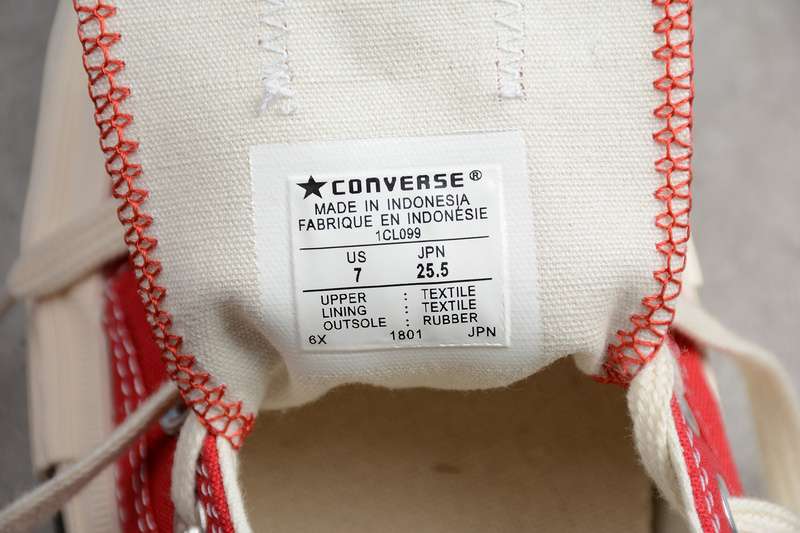 ★CONVERSE®
MADE IN INDONESIA
FABRIQUE EN INDONÉSIE
1CL099
US JPN
7 25.5
UPPER : TEXTILE
LINING : TEXTILE
OUTSOLE : RUBBER
6X 1801 JPN